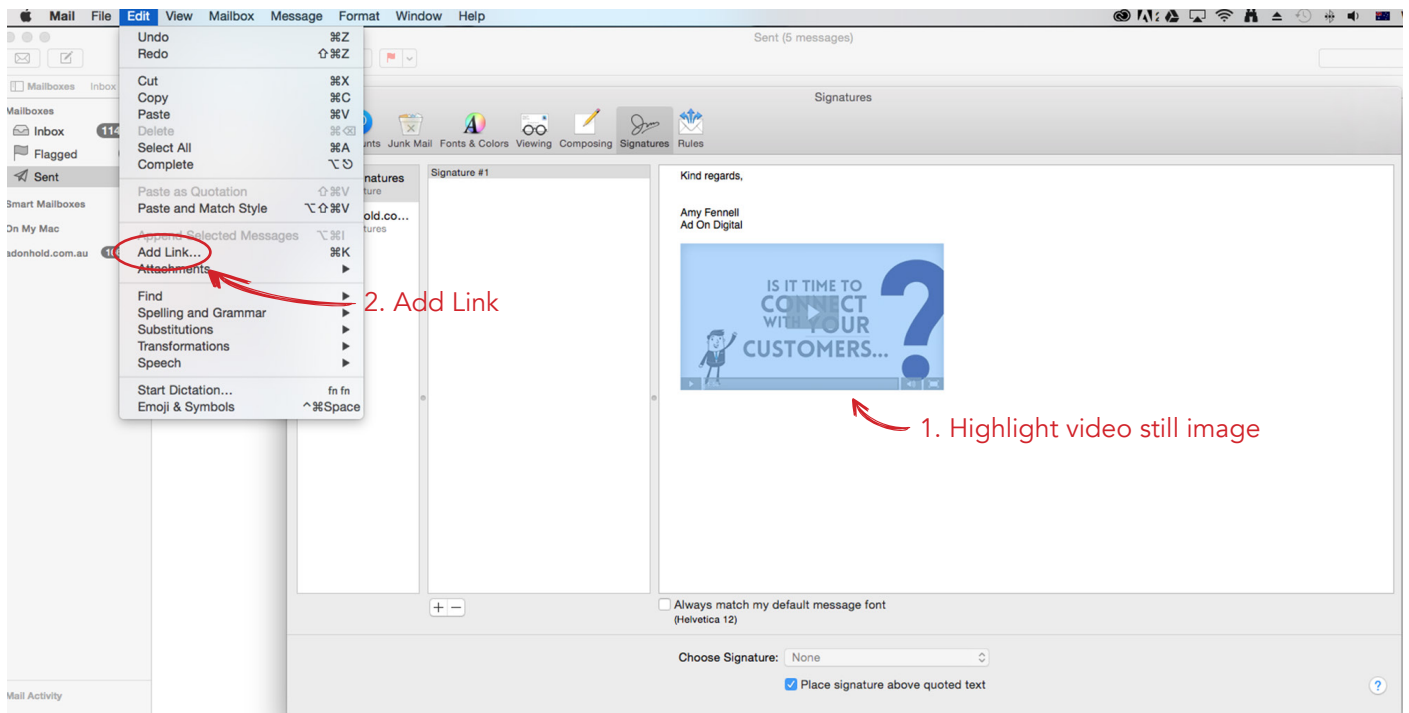 Mail File Edit View Mailbox Message Format Window Help
Sent (5 messages)
Mailboxes Inbox
Mailboxes
Inbox 114
Flagged
Sent
Smart Mailboxes
On My Mac
adonhold.com.au
Mail Activity
Undo ⌘Z
Redo ⇧⌘Z
Cut ⌘X
Copy ⌘C
Paste ⌘V
Delete ⌘⌫
Select All ⌘A
Complete ⌥⎋
Paste as Quotation ⇧⌘V
Paste and Match Style ⌥⇧⌘V
Append Selected Messages ⌥⌘I
Add Link... ⌘K
Attachments ▶
Find ▶
Spelling and Grammar ▶
Substitutions ▶
Transformations ▶
Speech ▶
Start Dictation... fn fn
Emoji & Symbols ^⌘Space
2. Add Link
Signatures
Junk Mail Fonts & Colors Viewing Composing Signatures Rules
Signature #1
Kind regards,
Amy Fennell
Ad On Digital
IS IT TIME TO
CONNECT
WITH YOUR
CUSTOMERS...
?
1. Highlight video still image
+ −
Always match my default message font
(Helvetica 12)
Choose Signature: None
Place signature above quoted text
?